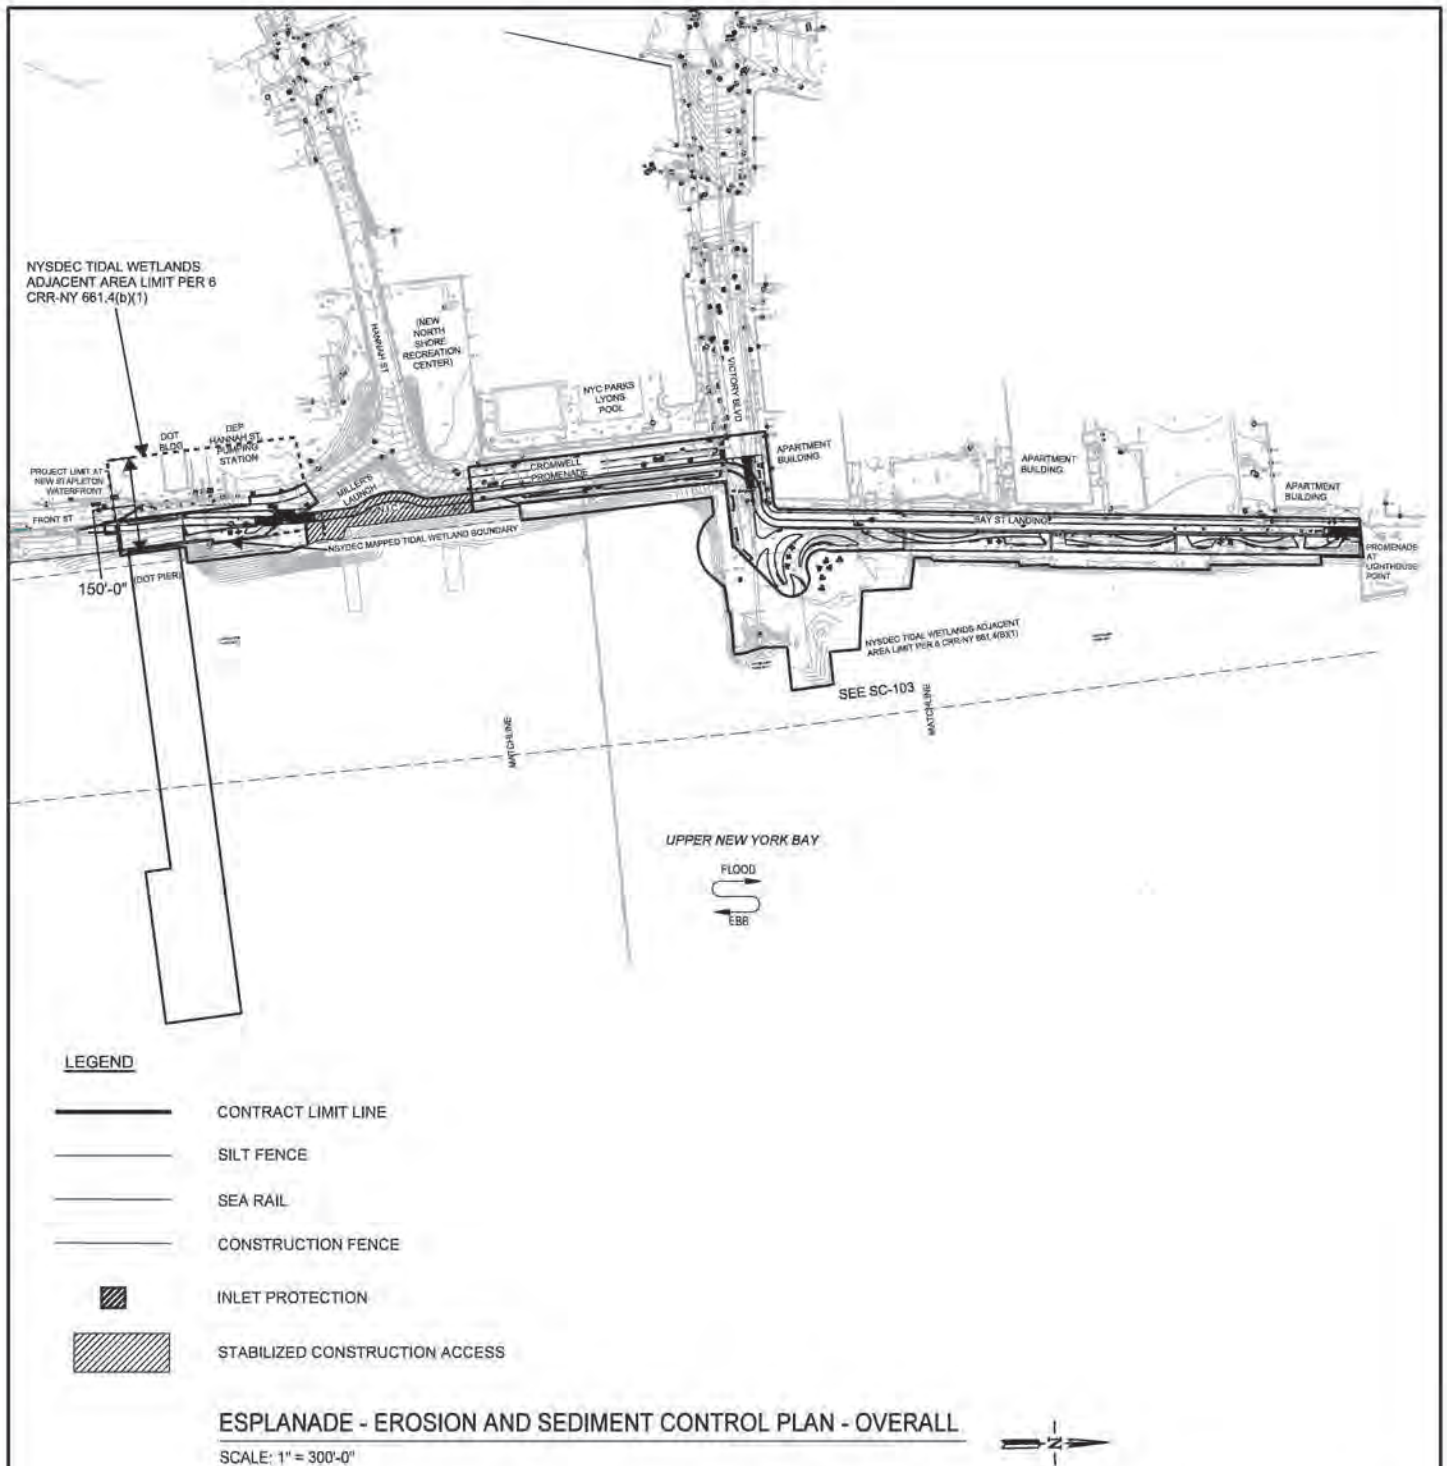 NYSDEC TIDAL WETLANDS
ADJACENT AREA LIMIT PER 6
CRR-NY 661.4(b)(1)
HANNAH ST
(NEW
NORTH
SHORE
RECREATION
CENTER)
NYC PARKS
LYONS
POOL
VICTORY BLVD
DOT
BLDG
DEP
HANNAH ST
PUMPING
STATION
PROJECT LIMIT AT
NEW STAPLETON
WATERFRONT
FRONT ST
MILLER'S
LAUNCH
CROMWELL
PROMENADE
APARTMENT
BUILDING
APARTMENT
BUILDING
APARTMENT
BUILDING
BAY ST LANDING
PROMENADE
AT
LIGHTHOUSE
POINT
NSYDEC MAPPED TIDAL WETLAND BOUNDARY
150'-0"
(DOT PIER)
NYSDEC TIDAL WETLANDS ADJACENT
AREA LIMIT PER 6 CRR-NY 661.4(B)(1)
SEE SC-103
MATCHLINE
MATCHLINE
UPPER NEW YORK BAY
FLOOD
EBB
LEGEND
CONTRACT LIMIT LINE
SILT FENCE
SEA RAIL
CONSTRUCTION FENCE
INLET PROTECTION
STABILIZED CONSTRUCTION ACCESS
ESPLANADE - EROSION AND SEDIMENT CONTROL PLAN - OVERALL
SCALE: 1" = 300'-0"
N